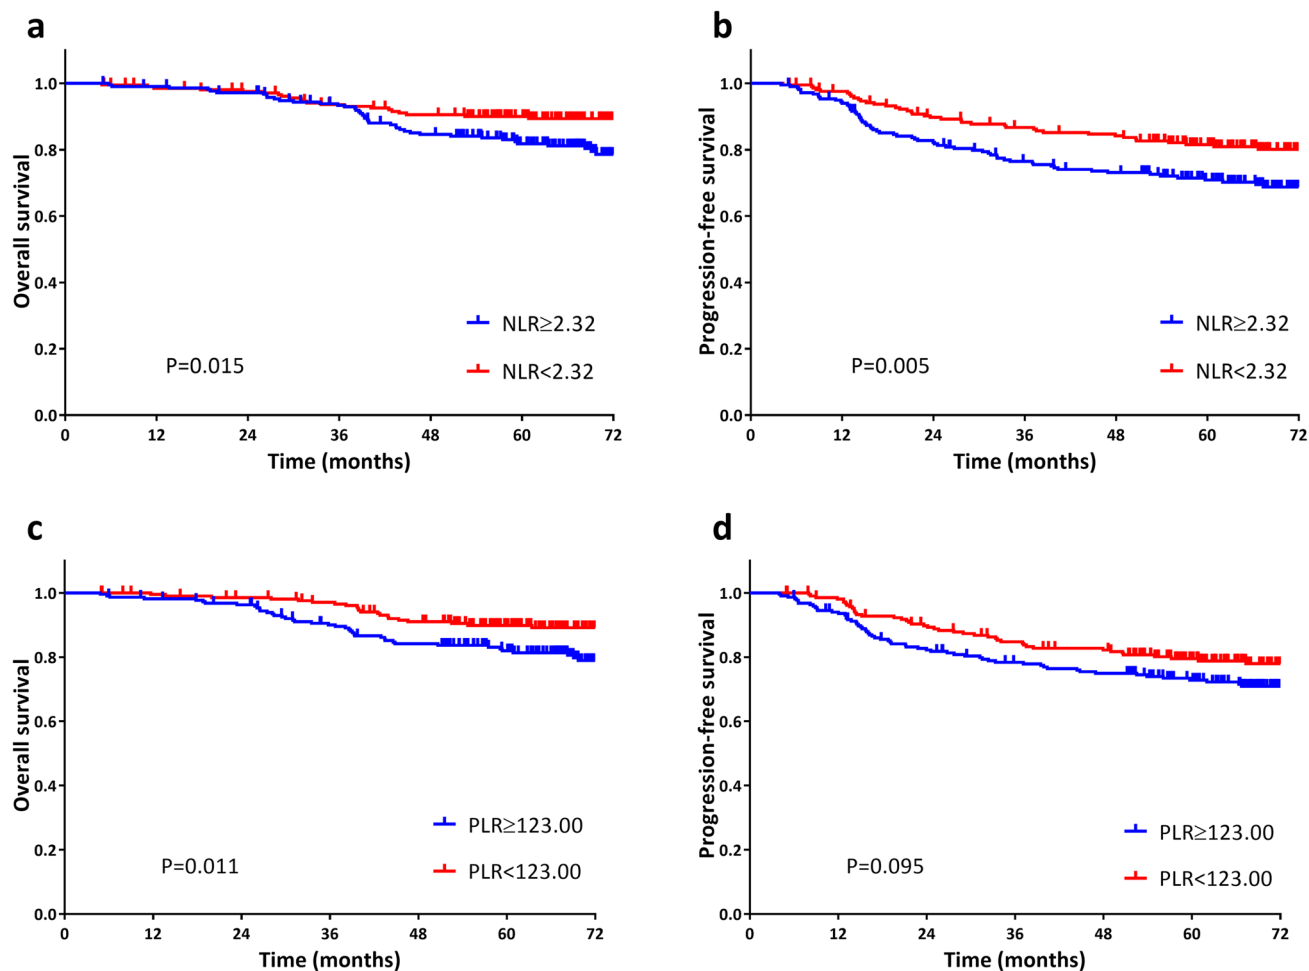 a
Overall survival
1.0
0.8
0.6
0.4
0.2
0.0
NLR≥2.32
NLR<2.32
P=0.015
0 12 24 36 48 60 72
Time (months)
b
Progression-free survival
1.0
0.8
0.6
0.4
0.2
0.0
NLR≥2.32
NLR<2.32
P=0.005
0 12 24 36 48 60 72
Time (months)
c
Overall survival
1.0
0.8
0.6
0.4
0.2
0.0
PLR≥123.00
PLR<123.00
P=0.011
0 12 24 36 48 60 72
Time (months)
d
Progression-free survival
1.0
0.8
0.6
0.4
0.2
0.0
PLR≥123.00
PLR<123.00
P=0.095
0 12 24 36 48 60 72
Time (months)